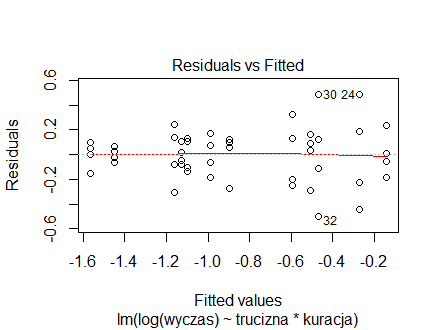 Residuals vs Fitted
Residuals
0.6
0.2
-0.2
-0.6
30 24
32
-1.6 -1.4 -1.2 -1.0 -0.8 -0.6 -0.4 -0.2
Fitted values
lm(log(wyczas) ~ trucizna * kuracja)